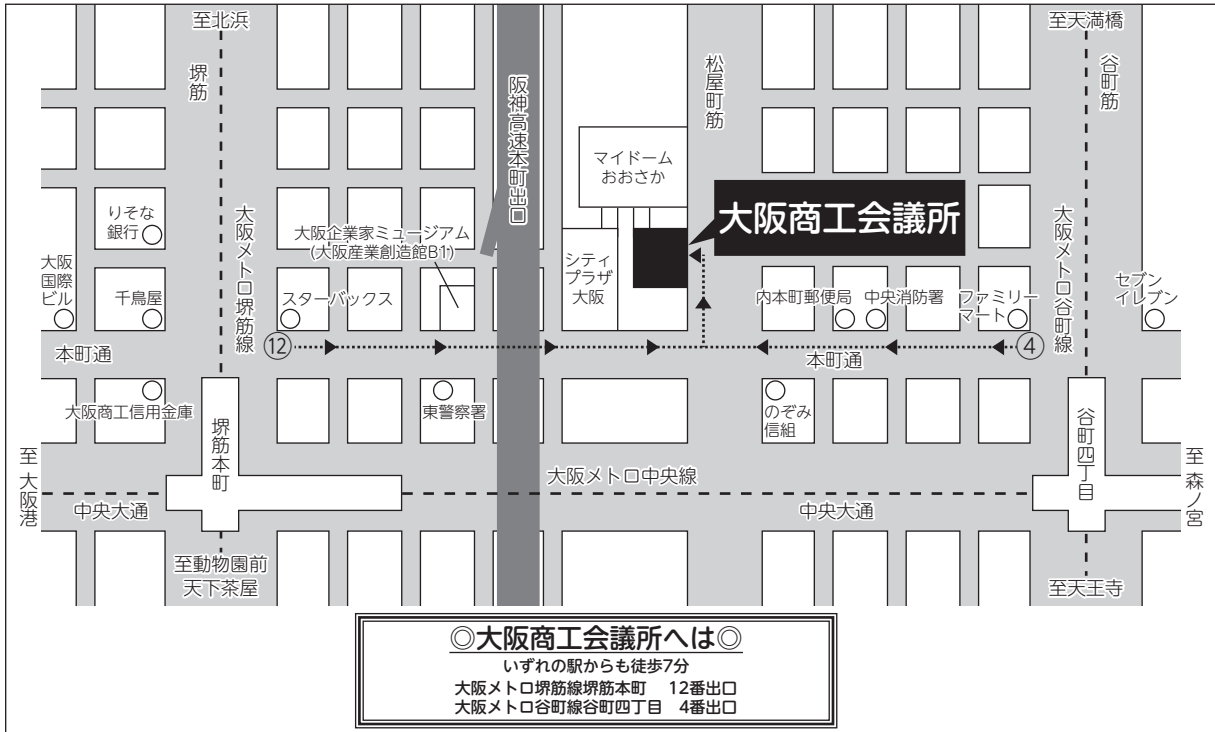 至北浜
至天満橋
堺筋
阪神高速本町出口
松屋町筋
谷町筋
マイドーム
おおさか
大阪商工会議所
りそな
銀行
大阪メトロ堺筋線
大阪企業家ミュージアム
(大阪産業創造館B1)
大阪メトロ谷町線
大阪
国際
ビル
千鳥屋
スターバックス
シティ
プラザ
大阪
内本町郵便局
中央消防署
ファミリー
マート
セブン
イレブン
⑫
④
本町通
本町通
大阪商工信用金庫
東警察署
のぞみ
信組
堺筋本町
谷町四丁目
至 大阪港
大阪メトロ中央線
至 森ノ宮
中央大通
中央大通
至動物園前
天下茶屋
至天王寺
◎大阪商工会議所へは◎
いずれの駅からも徒歩7分
大阪メトロ堺筋線堺筋本町 12番出口
大阪メトロ谷町線谷町四丁目 4番出口